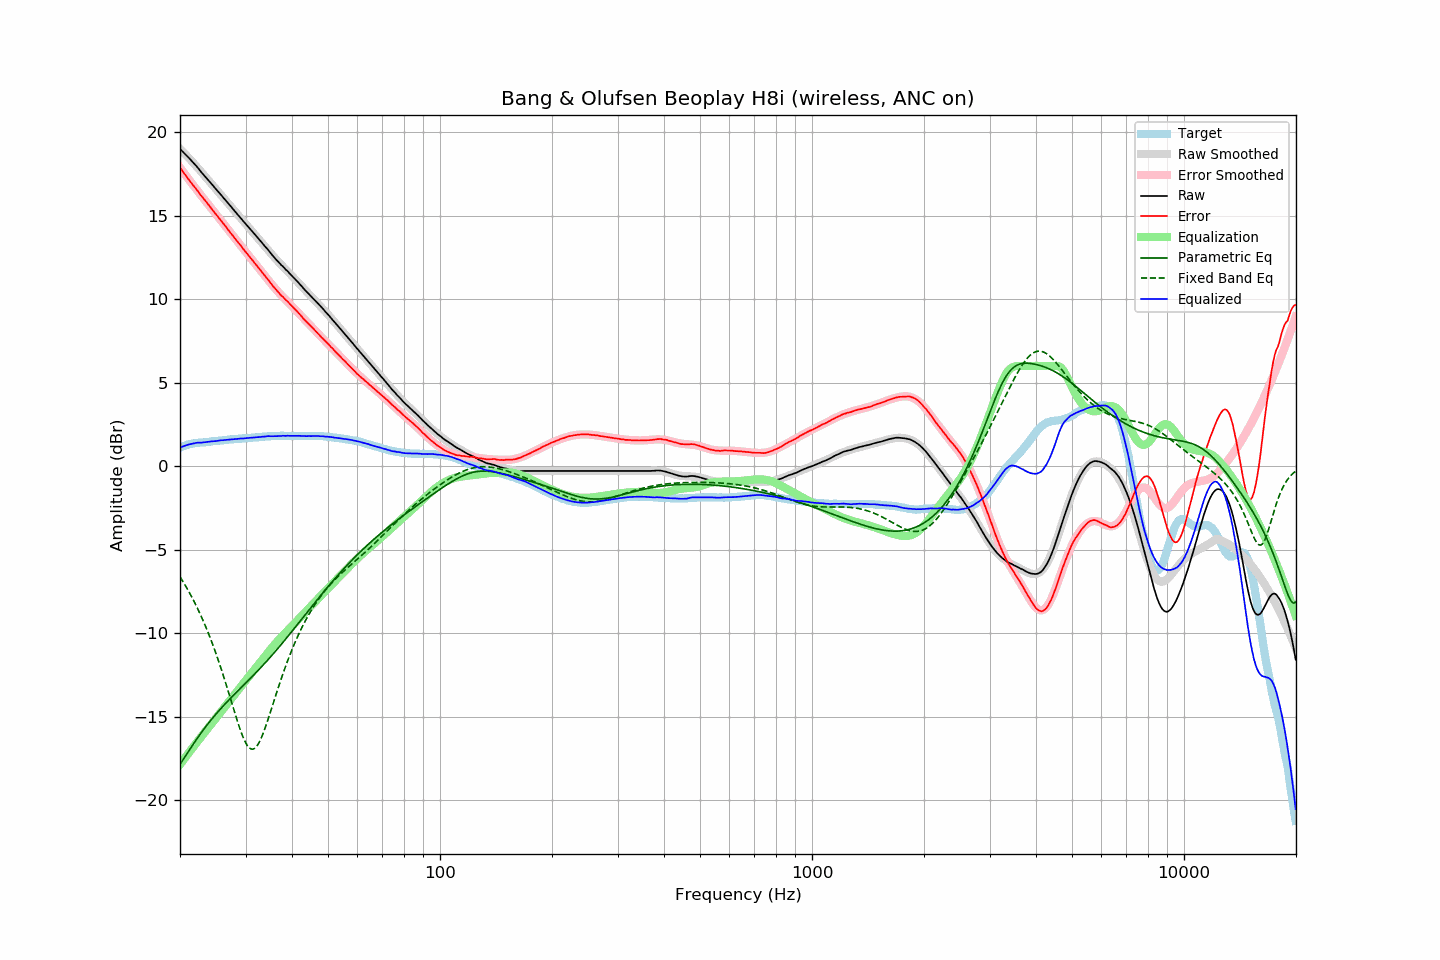 Bang & Olufsen Beoplay H8i (wireless, ANC on)
Amplitude (dBr)
20
15
10
5
0
−5
−10
−15
−20
Target
Raw Smoothed
Error Smoothed
Raw
Error
Equalization
Parametric Eq
Fixed Band Eq
Equalized
100
1000
10000
Frequency (Hz)